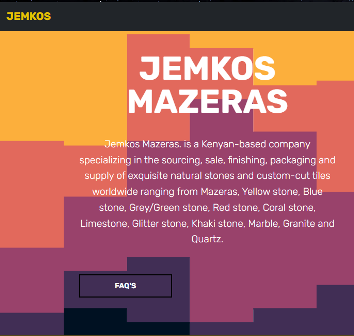 JEMKOS
JEMKOS
MAZERAS
Jemkos Mazeras. is a Kenyan-based company
specializing in the sourcing, sale, finishing, packaging and
supply of exquisite natural stones and custom-cut tiles
worldwide ranging from Mazeras, Yellow stone, Blue
stone, Grey/Green stone, Red stone, Coral stone,
Limestone, Glitter stone, Khaki stone, Marble, Granite and
Quartz.
FAQ'S